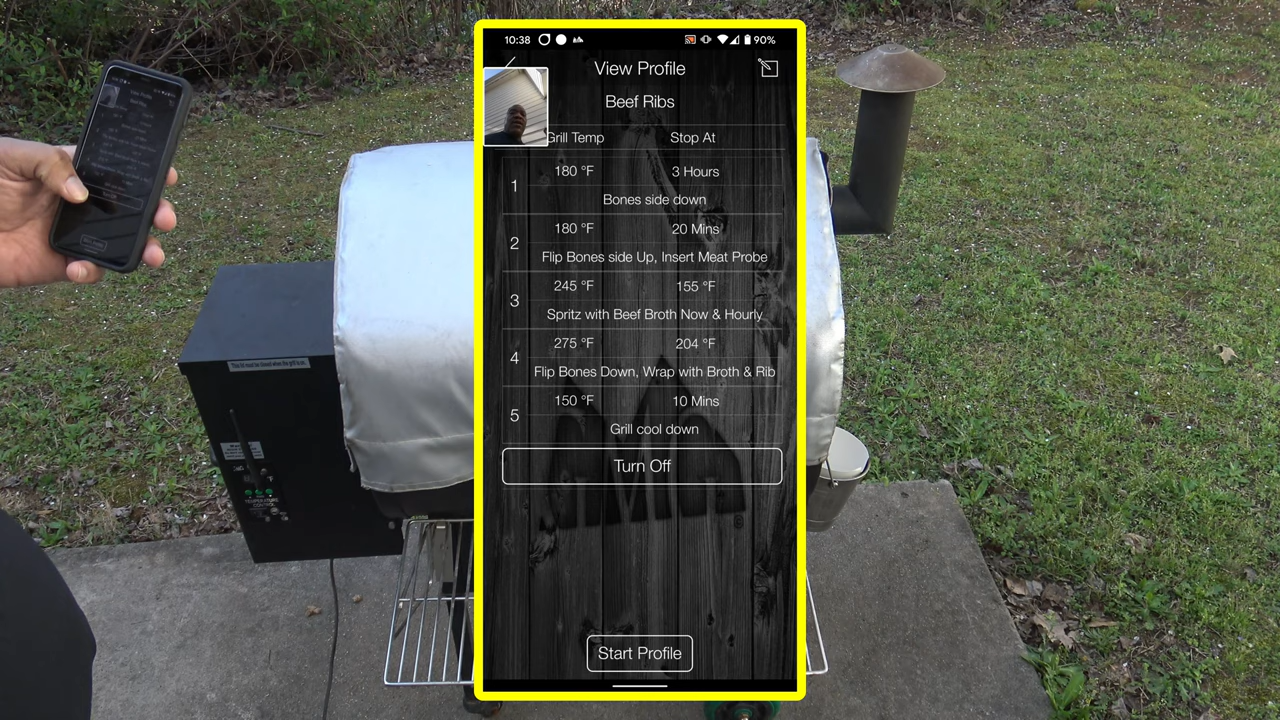 10:38 90%
View Profile
Beef Ribs
Grill Temp Stop At
1 180 °F 3 Hours
Bones side down
2 180 °F 20 Mins
Flip Bones side Up, Insert Meat Probe
3 245 °F 155 °F
Spritz with Beef Broth Now & Hourly
4 275 °F 204 °F
Flip Bones Down, Wrap with Broth & Rib
5 150 °F 10 Mins
Grill cool down
Turn Off
Start Profile
TEMPERATURE
CONTROL